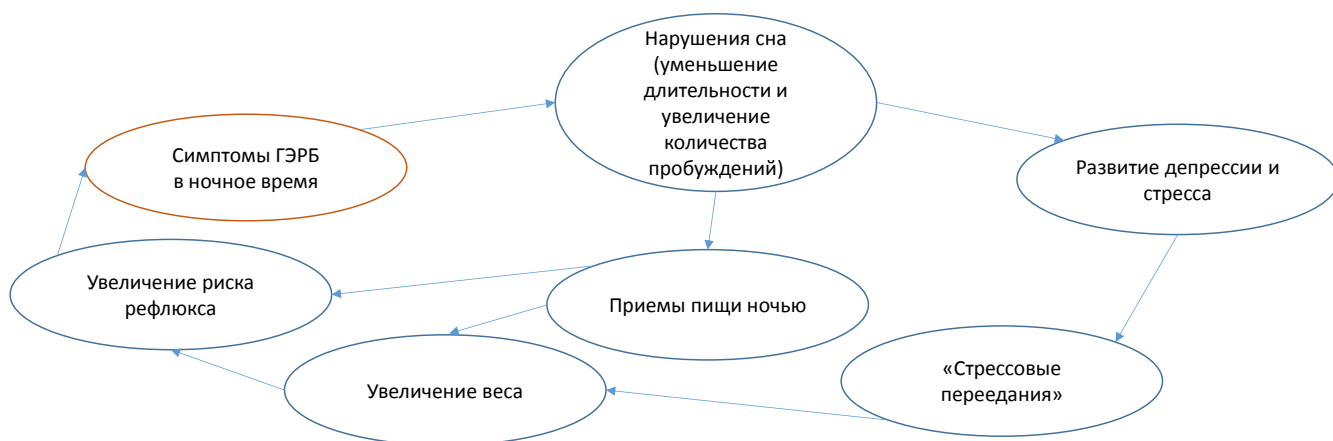 Нарушения сна
(уменьшение
длительности и
увеличение
количества
пробуждений)
Симптомы ГЭРБ
в ночное время
Развитие депрессии и
стресса
Увеличение риска
рефлюкса
Приемы пищи ночью
«Стрессовые
переедания»
Увеличение веса